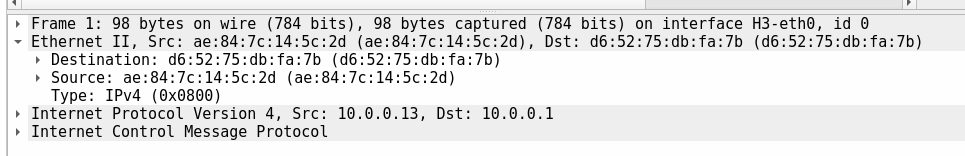 Frame 1: 98 bytes on wire (784 bits), 98 bytes captured (784 bits) on interface H3-eth0, id 0
Ethernet II, Src: ae:84:7c:14:5c:2d (ae:84:7c:14:5c:2d), Dst: d6:52:75:db:fa:7b (d6:52:75:db:fa:7b)
Destination: d6:52:75:db:fa:7b (d6:52:75:db:fa:7b)
Source: ae:84:7c:14:5c:2d (ae:84:7c:14:5c:2d)
Type: IPv4 (0x0800)
Internet Protocol Version 4, Src: 10.0.0.13, Dst: 10.0.0.1
Internet Control Message Protocol